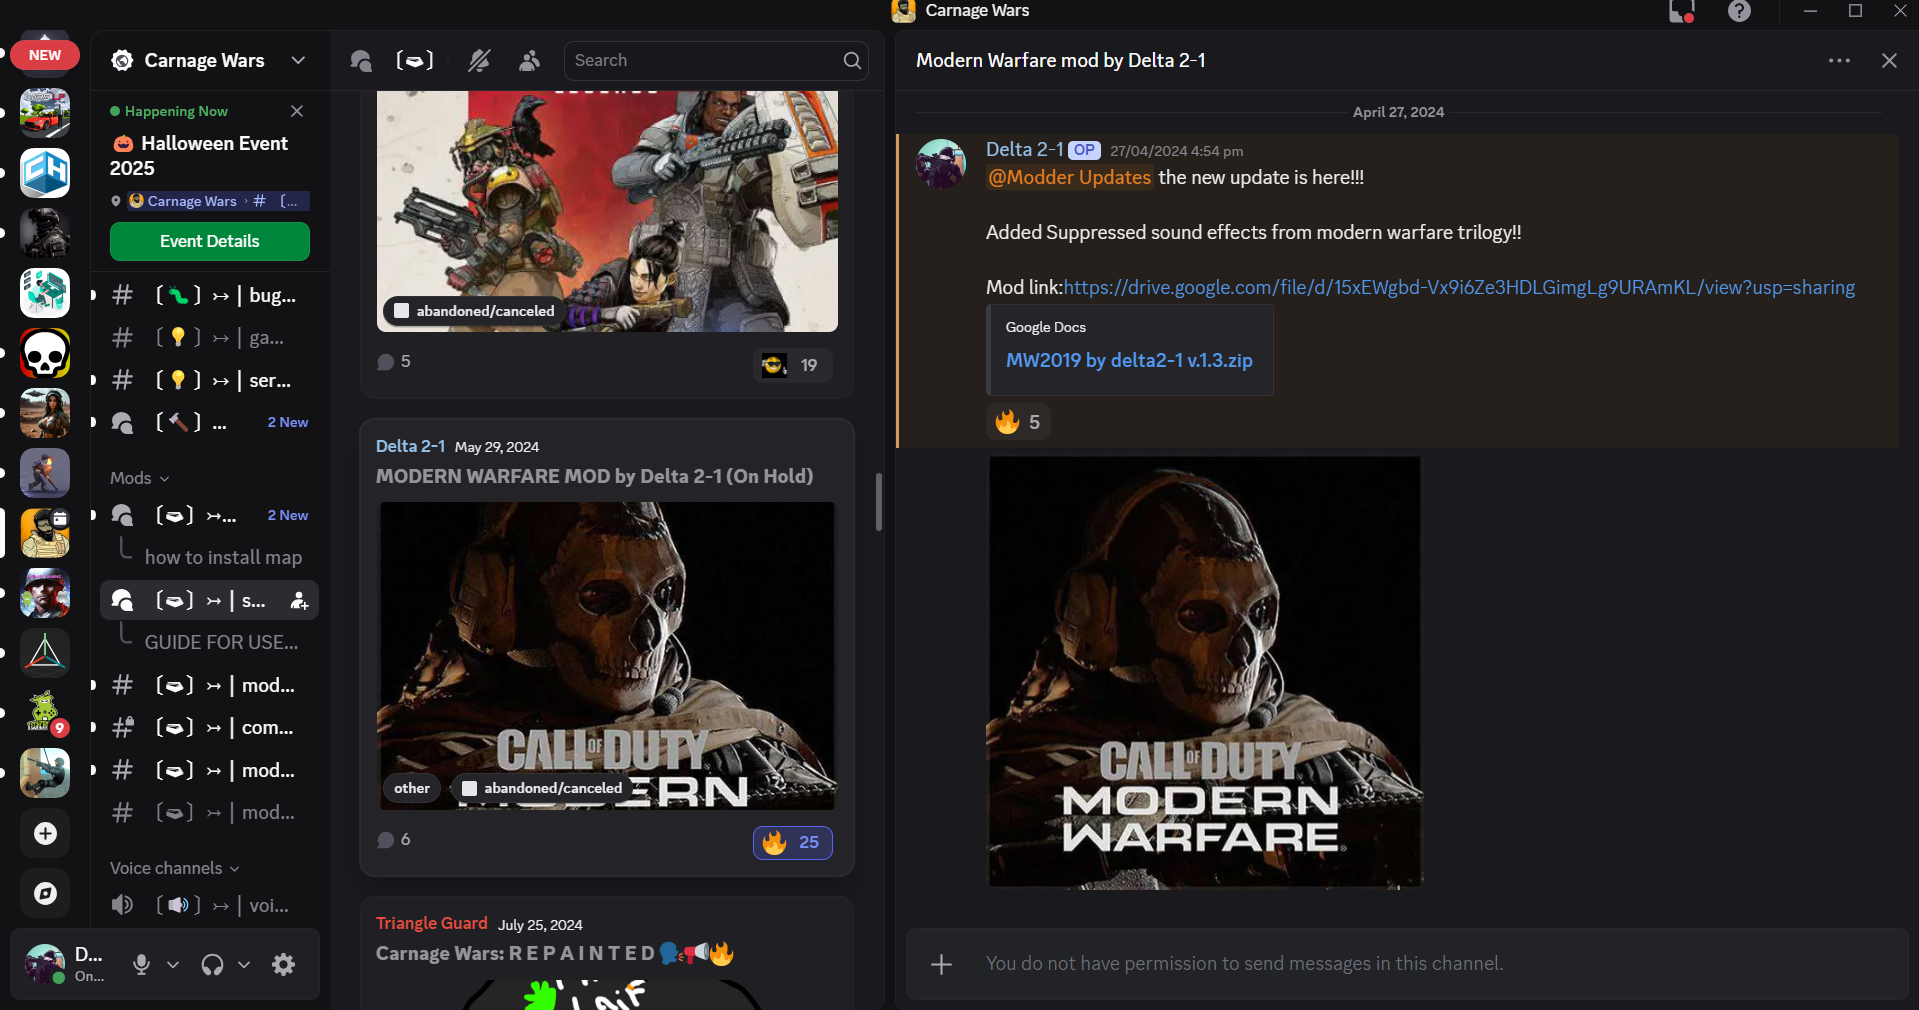 Carnage Wars
NEW
Carnage Wars
Happening Now
Halloween Event
2025
Carnage Wars › # 〔...
Event Details
〔🐛〕↣ | bug...
〔💡〕↣ | ga...
〔💡〕↣ | ser...
〔🔨〕... 2 New
Mods
〔🪖〕↣... 2 New
how to install map
〔🪖〕↣ | s...
GUIDE FOR USE...
〔🪖〕↣ | mod...
〔🪖〕↣ | com...
〔🪖〕↣ | mod...
〔🪖〕↣ | mod...
Voice channels
〔🔊〕↣ | voi...
9
D...
On...
Search
abandoned/canceled
5
19
Delta 2-1 May 29, 2024
MODERN WARFARE MOD by Delta 2-1 (On Hold)
CALL OF DUTY
other
abandoned/canceled
6
🔥 25
Triangle Guard July 25, 2024
Carnage Wars: R E P A I N T E D 🗣️📢🔥
Modern Warfare mod by Delta 2-1
April 27, 2024
Delta 2-1 OP 27/04/2024 4:54 pm
@Modder Updates the new update is here!!!
Added Suppressed sound effects from modern warfare trilogy!!
Mod link:https://drive.google.com/file/d/15xEWgbd-Vx9i6Ze3HDLGimgLg9URAmKL/view?usp=sharing
Google Docs
MW2019 by delta2-1 v.1.3.zip
🔥 5
CALL OF DUTY
MODERN
WARFARE
You do not have permission to send messages in this channel.